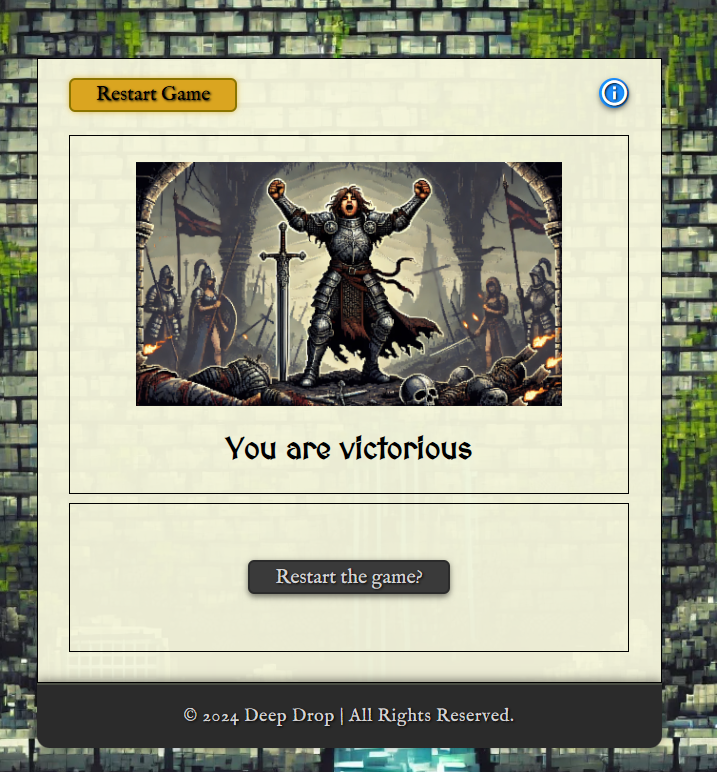 Restart Game
i
You are victorious
Restart the game?
© 2024 Deep Drop | All Rights Reserved.